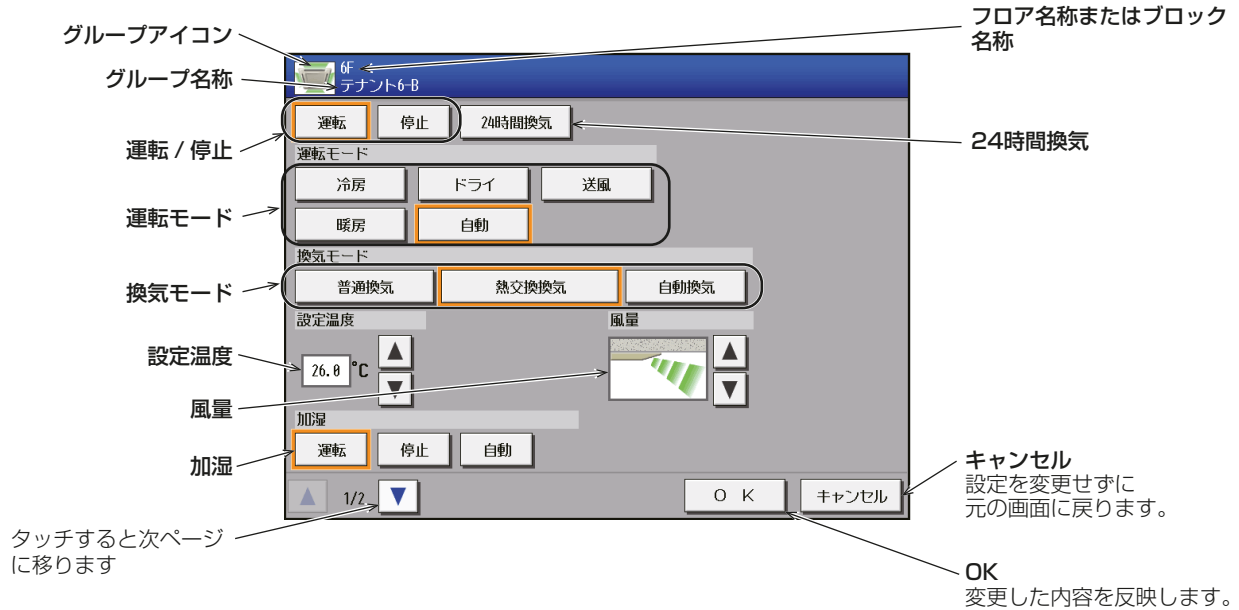 グループアイコン
グループ名称
運転 / 停止
運転モード
換気モード
設定温度
風量
加湿
タッチすると次ページ
に移ります
6F
テナント6-B
運転
停止
24時間換気
運転モード
冷房
ドライ
送風
暖房
自動
換気モード
普通換気
熱交換換気
自動換気
設定温度
風量
26.0
°C
▲
▼
▲
▼
加湿
運転
停止
自動
▲
1/2
▼
O K
キャンセル
フロア名称またはブロック
名称
24時間換気
キャンセル
設定を変更せずに
元の画面に戻ります。
OK
変更した内容を反映します。